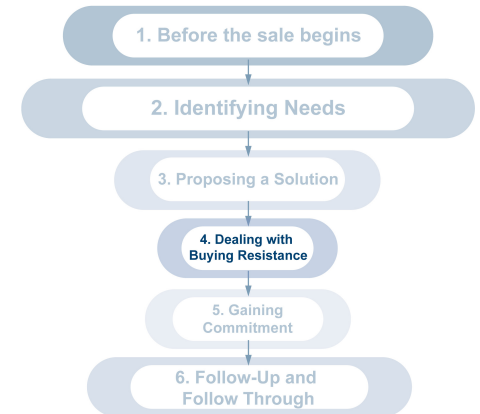 1. Before the sale begins
2. Identifying Needs
3. Proposing a Solution
4. Dealing with
Buying Resistance
5. Gaining
Commitment
6. Follow-Up and
Follow Through